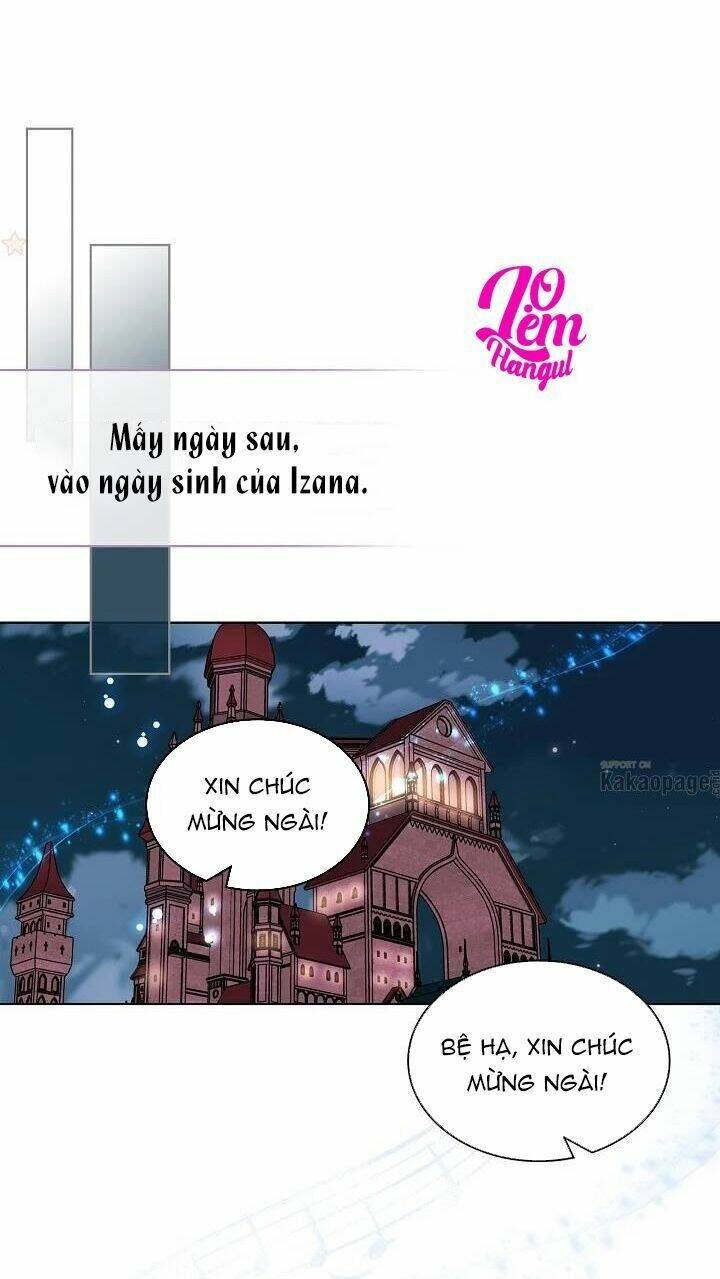 Lọ
Lem
Hangul
Mấy ngày sau,
vào ngày sinh của Izana.
XIN CHÚC
MỪNG NGÀI!
SUPPORT ON
Kakaopage
BỆ HẠ, XIN CHÚC
MỪNG NGÀI!